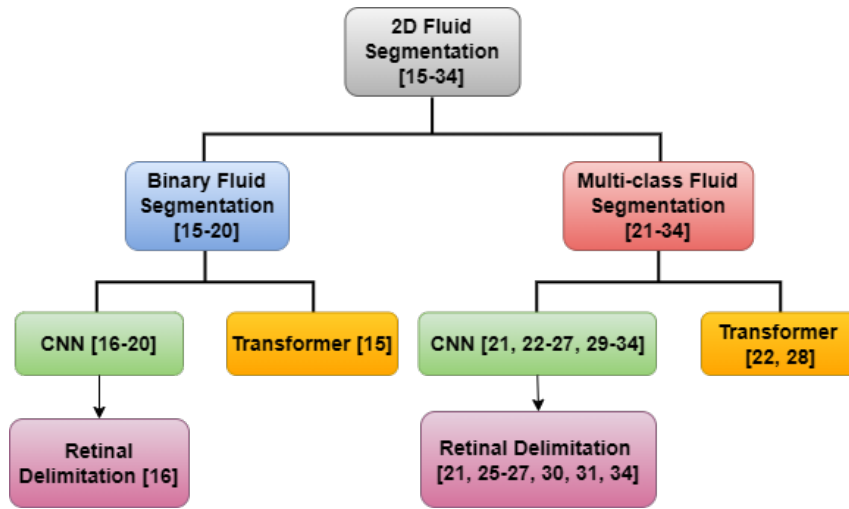 2D Fluid
Segmentation
[15-34]
Binary Fluid
Segmentation
[15-20]
Multi-class Fluid
Segmentation
[21-34]
CNN [16-20]
Transformer [15]
CNN [21, 22-27, 29-34]
Transformer
[22, 28]
Retinal
Delimitation [16]
Retinal Delimitation
[21, 25-27, 30, 31, 34]